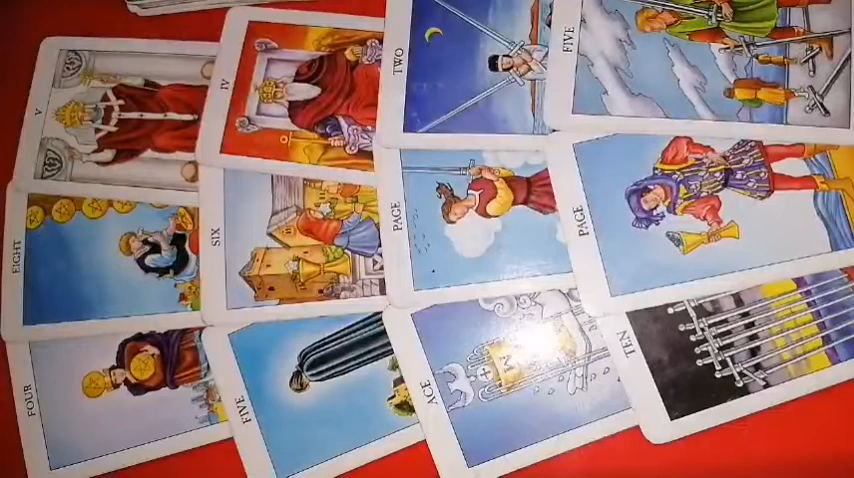 V
IV
TWO
FIVE
EIGHT
SIX
PAGE
PAGE
FOUR
FIVE
ACE
TEN